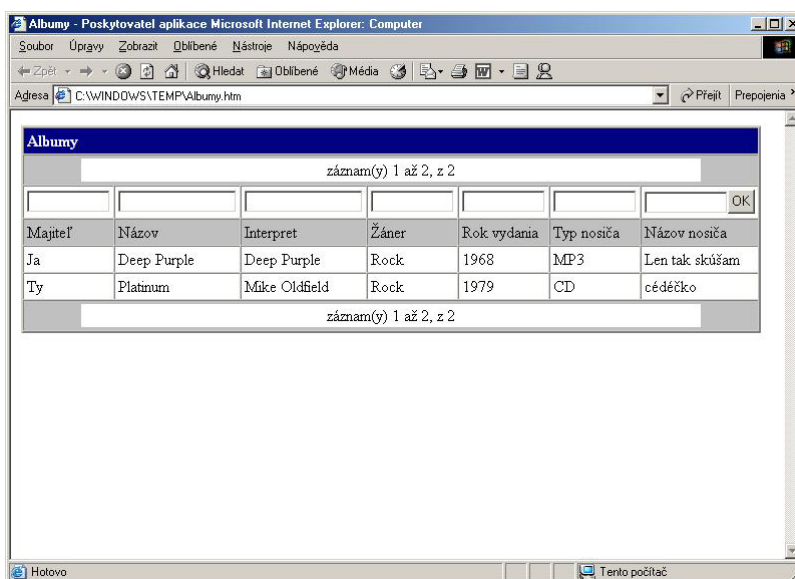 Albumy - Poskytovatel aplikace Microsoft Internet Explorer: Computer
Soubor Úpravy Zobrazit Oblíbené Nástroje Nápověda
Zpět Hledat Oblíbené Média
Adresa C:\WINDOWS\TEMP\Albumy.htm Přejít Prepojenia
Albumy
záznam(y) 1 až 2, z 2
OK
Majiteľ Názov Interpret Žáner Rok vydania Typ nosiča Názov nosiča
Ja Deep Purple Deep Purple Rock 1968 MP3 Len tak skúšam
Ty Platinum Mike Oldfield Rock 1979 CD cédéčko
záznam(y) 1 až 2, z 2
Hotovo Tento počítač